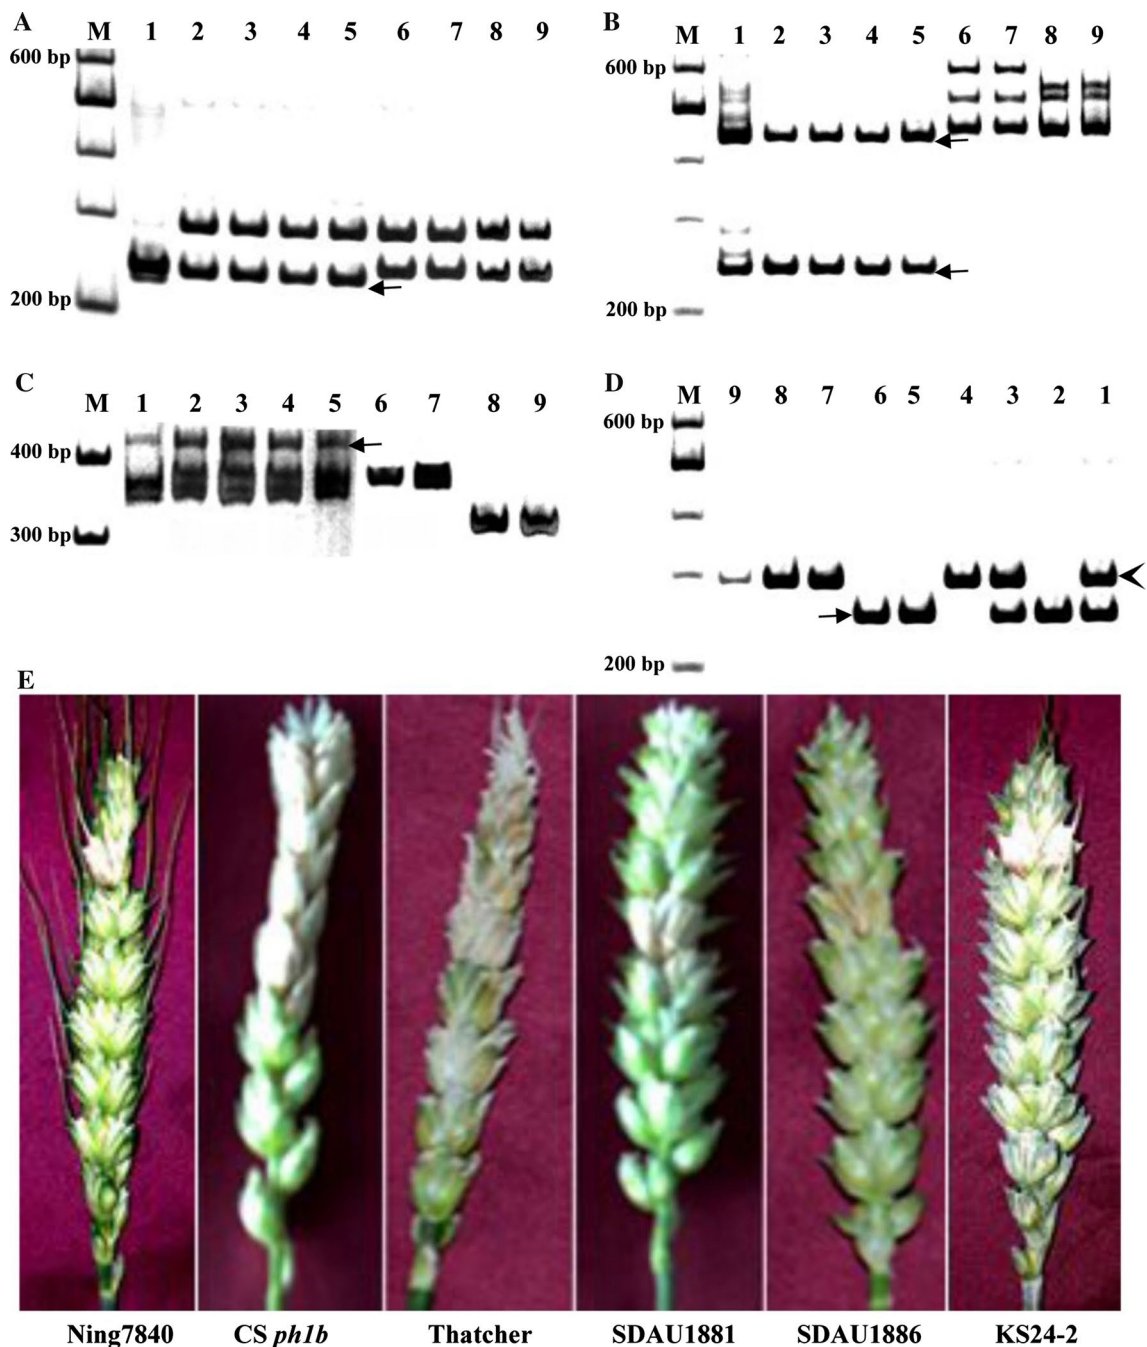 A
M 1 2 3 4 5 6 7 8 9
600 bp
200 bp
B
M 1 2 3 4 5 6 7 8 9
600 bp
200 bp
C
M 1 2 3 4 5 6 7 8 9
400 bp
300 bp
D
M 9 8 7 6 5 4 3 2 1
600 bp
200 bp
E
Ning7840 CS ph1b Thatcher SDAU1881 SDAU1886 KS24-2